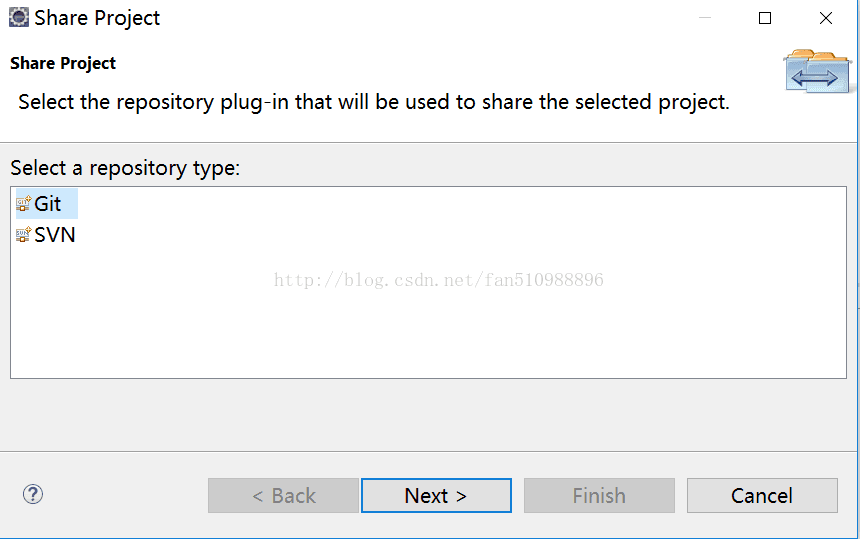 Share Project
Share Project
Select the repository plug-in that will be used to share the selected project.
Select a repository type:
Git
SVN
http://blog.csdn.net/fan510988896
?
< Back
Next >
Finish
Cancel